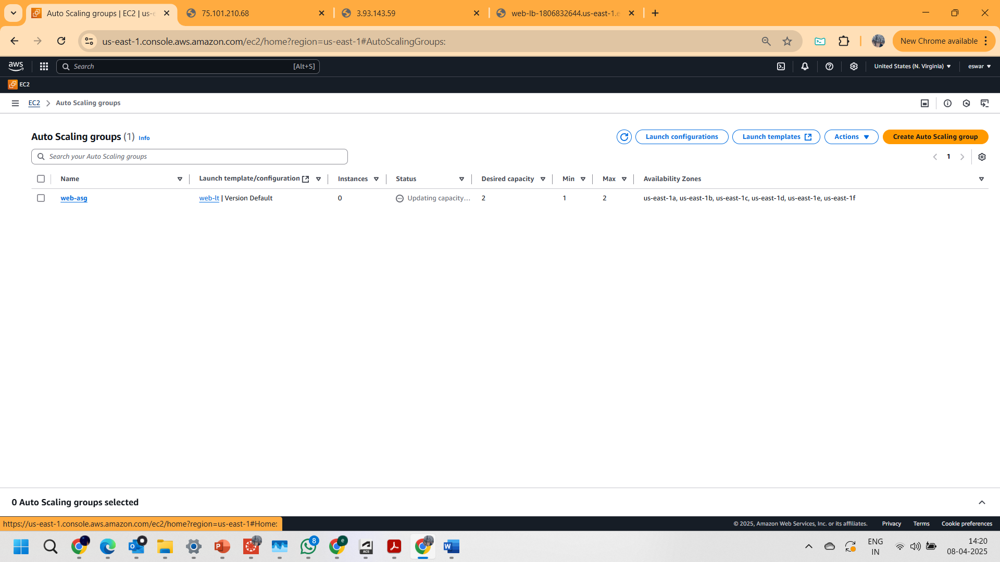 Auto Scaling groups | EC2 | us-e
75.101.210.68
3.93.143.59
web-lb-1806832644.us-east-1.e
us-east-1.console.aws.amazon.com/ec2/home?region=us-east-1#AutoScalingGroups:
New Chrome available
aws
Search
[Alt+S]
United States (N. Virginia)
eswar
EC2
EC2 > Auto Scaling groups
Auto Scaling groups (1) Info
Launch configurations
Launch templates
Actions
Create Auto Scaling group
Search your Auto Scaling groups
1
Name Launch template/configuration Instances Status Desired capacity Min Max Availability Zones
web-asg web-lt | Version Default 0 Updating capacity... 2 1 2 us-east-1a, us-east-1b, us-east-1c, us-east-1d, us-east-1e, us-east-1f
0 Auto Scaling groups selected
https://us-east-1.console.aws.amazon.com/ec2/home?region=us-east-1#Home:
© 2025, Amazon Web Services, Inc. or its affiliates. Privacy Terms Cookie preferences
8
e
ACS
ENG
IN
14:20
08-04-2025